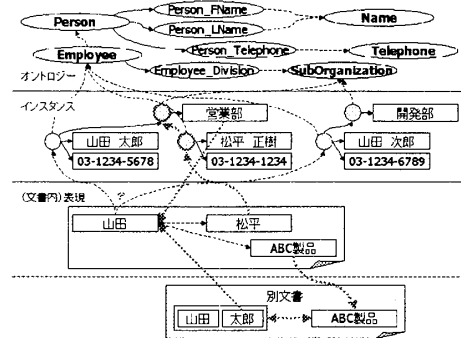 Person
Person_FName
Person_LName
Name
Employee
Person_Telephone
Telephone
Employee_Division
SubOrganization
オントロジー
インスタンス
営業部
開発部
山田 太郎
松平 正樹
山田 次郎
03-1234-5678
03-1234-1234
03-1234-6789
(文書内)表現
?
山田
松平
ABC製品
別文書
山田
太郎
ABC製品